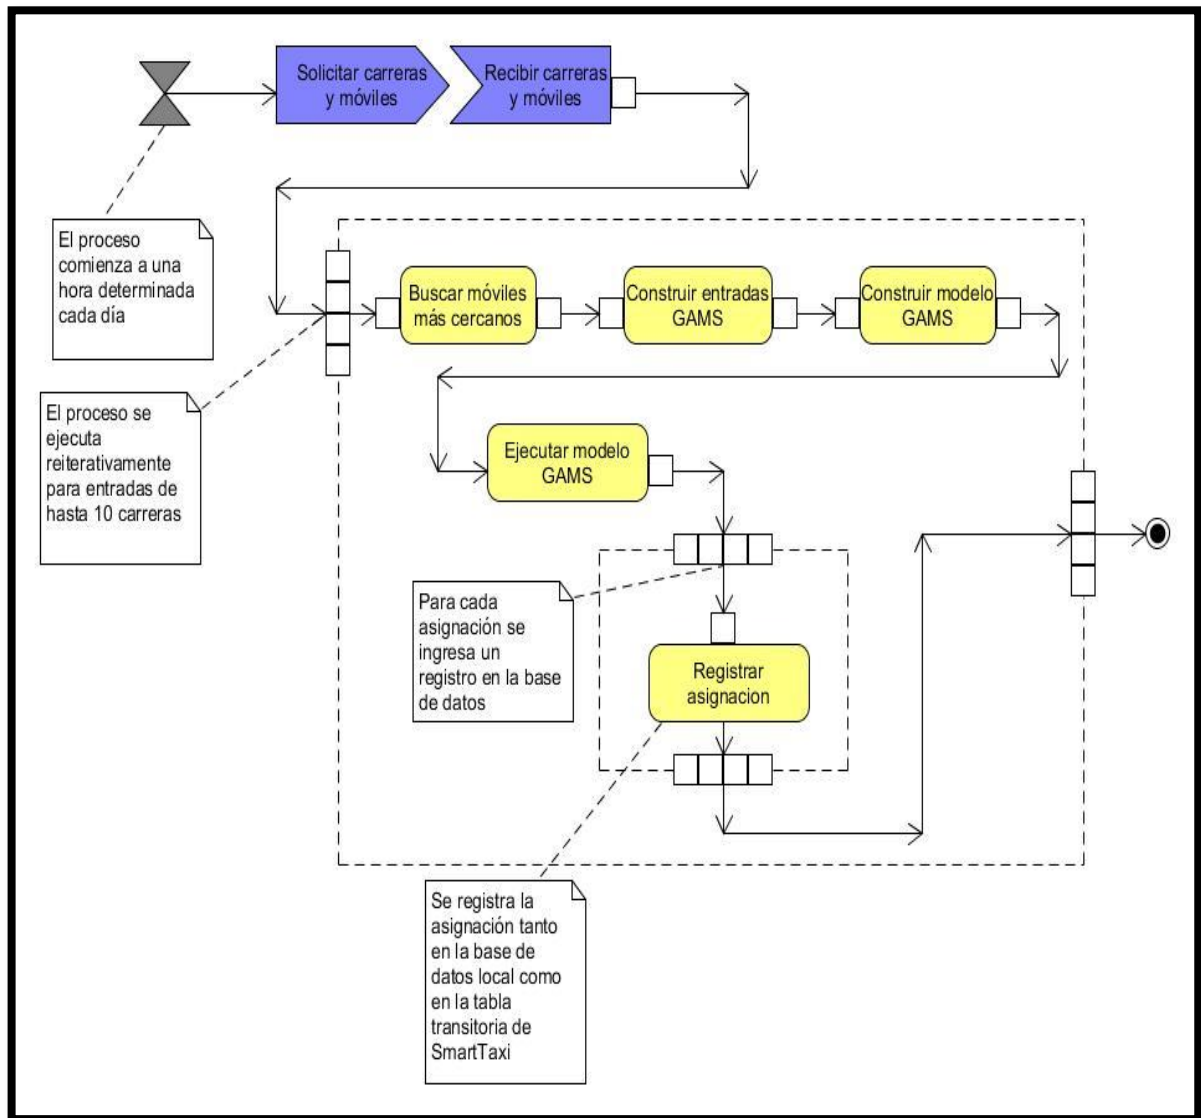 Solicitar carreras
y móviles
Recibir carreras
y móviles
El proceso
comienza a una
hora determinada
cada día
Buscar móviles
más cercanos
Construir entradas
GAMS
Construir modelo
GAMS
El proceso se
ejecuta
reiterativamente
para entradas de
hasta 10 carreras
Ejecutar modelo
GAMS
Para cada
asignación se
ingresa un
registro en la base
de datos
Registrar
asignacion
Se registra la
asignación tanto
en la base de
datos local como
en la tabla
transitoria de
SmartTaxi